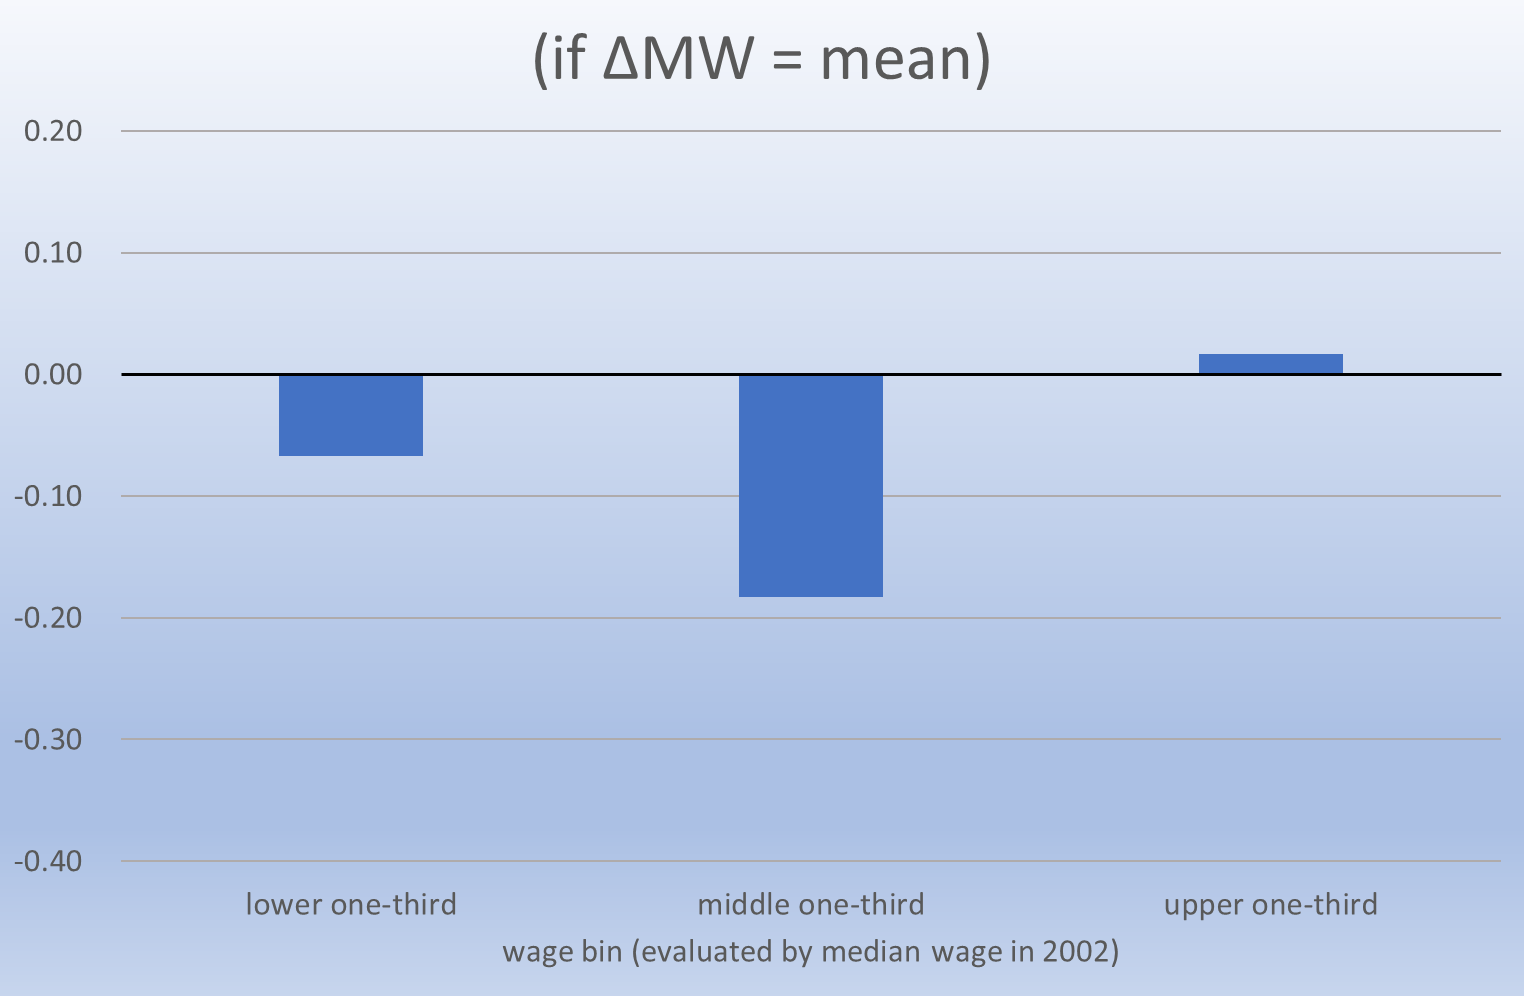 (if ΔMW = mean)
0.20
0.10
0.00
-0.10
-0.20
-0.30
-0.40
lower one-third middle one-third upper one-third
wage bin (evaluated by median wage in 2002)